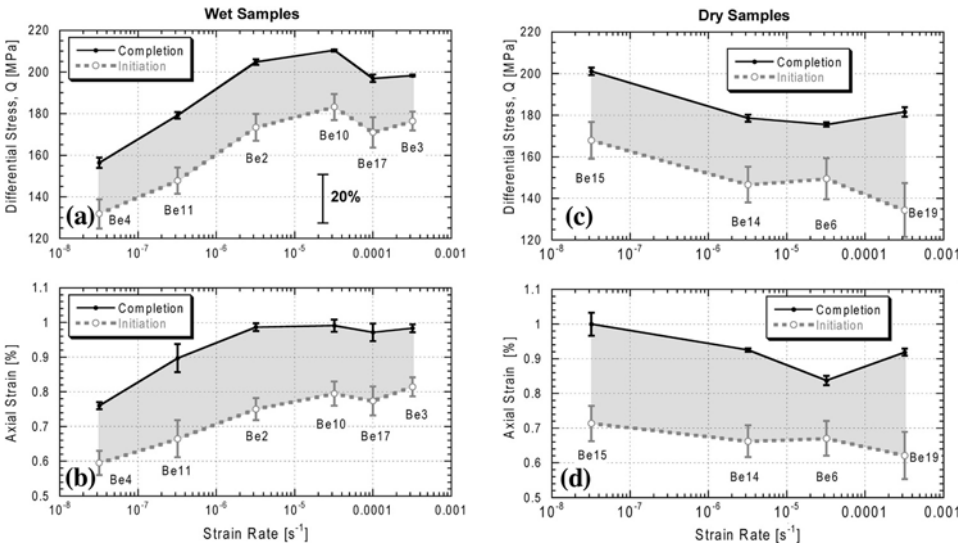 Wet Samples
Completion
Initiation
Differential Stress, Q [MPa]
220
200
180
160
140
120
(a)
Be4
Be11
Be2
Be10
Be17
Be3
20%
10-8
10-7
10-6
10-5
0.0001
0.001
Completion
Initiation
Axial Strain [%]
1.1
1
0.9
0.8
0.7
0.6
0.5
(b)
Be4
Be11
Be2
Be10
Be17
Be3
10-8
10-7
10-6
10-5
0.0001
0.001
Strain Rate [s-1]
Dry Samples
Completion
Initiation
Differential Stress, Q [MPa]
220
200
180
160
140
120
(c)
Be15
Be14
Be6
Be19
10-8
10-7
10-6
10-5
0.0001
0.001
Completion
Initiation
Axial Strain [%]
1.1
1
0.9
0.8
0.7
0.6
0.5
(d)
Be15
Be14
Be6
Be19
10-8
10-7
10-6
10-5
0.0001
0.001
Strain Rate [s-1]